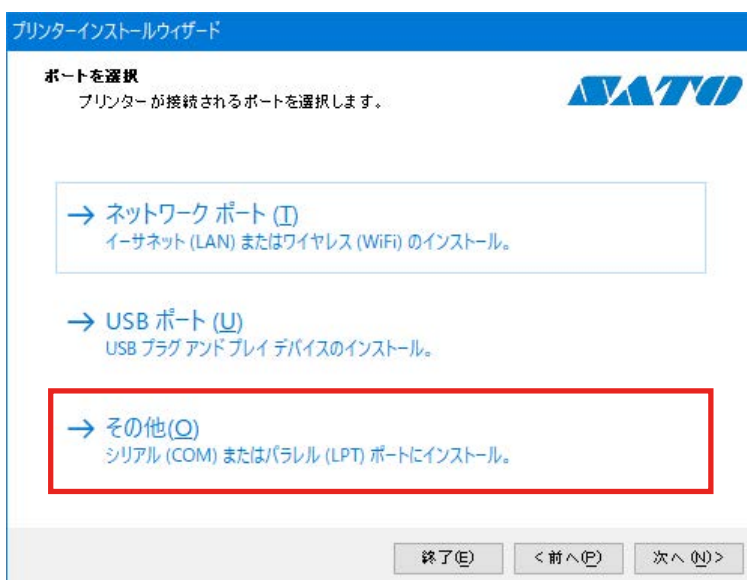 プリンターインストールウィザード
ポートを選択
プリンターが接続されるポートを選択します。
SATO
→ ネットワーク ポート (T)
イーサネット (LAN) またはワイヤレス (WiFi) のインストール。
→ USB ポート (U)
USB プラグ アンド プレイ デバイスのインストール。
→ その他(O)
シリアル (COM) またはパラレル (LPT) ポートにインストール。
終了(E) <前へ(P) 次へ (N)>